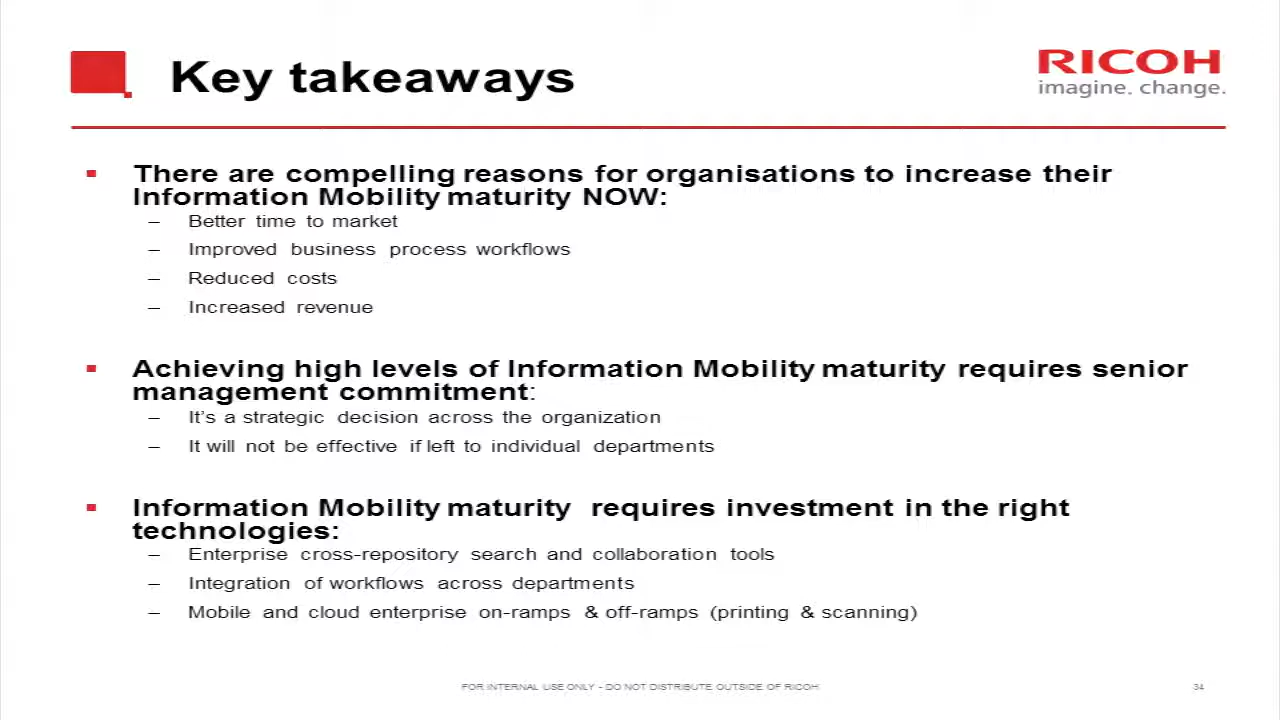 Key takeaways
RICOH
imagine. change.
There are compelling reasons for organisations to increase their
Information Mobility maturity NOW:
– Better time to market
– Improved business process workflows
– Reduced costs
– Increased revenue
Achieving high levels of Information Mobility maturity requires senior
management commitment:
– It's a strategic decision across the organization
– It will not be effective if left to individual departments
Information Mobility maturity requires investment in the right
technologies:
– Enterprise cross-repository search and collaboration tools
– Integration of workflows across departments
– Mobile and cloud enterprise on-ramps & off-ramps (printing & scanning)
FOR INTERNAL USE ONLY - DO NOT DISTRIBUTE OUTSIDE OF RICOH
34